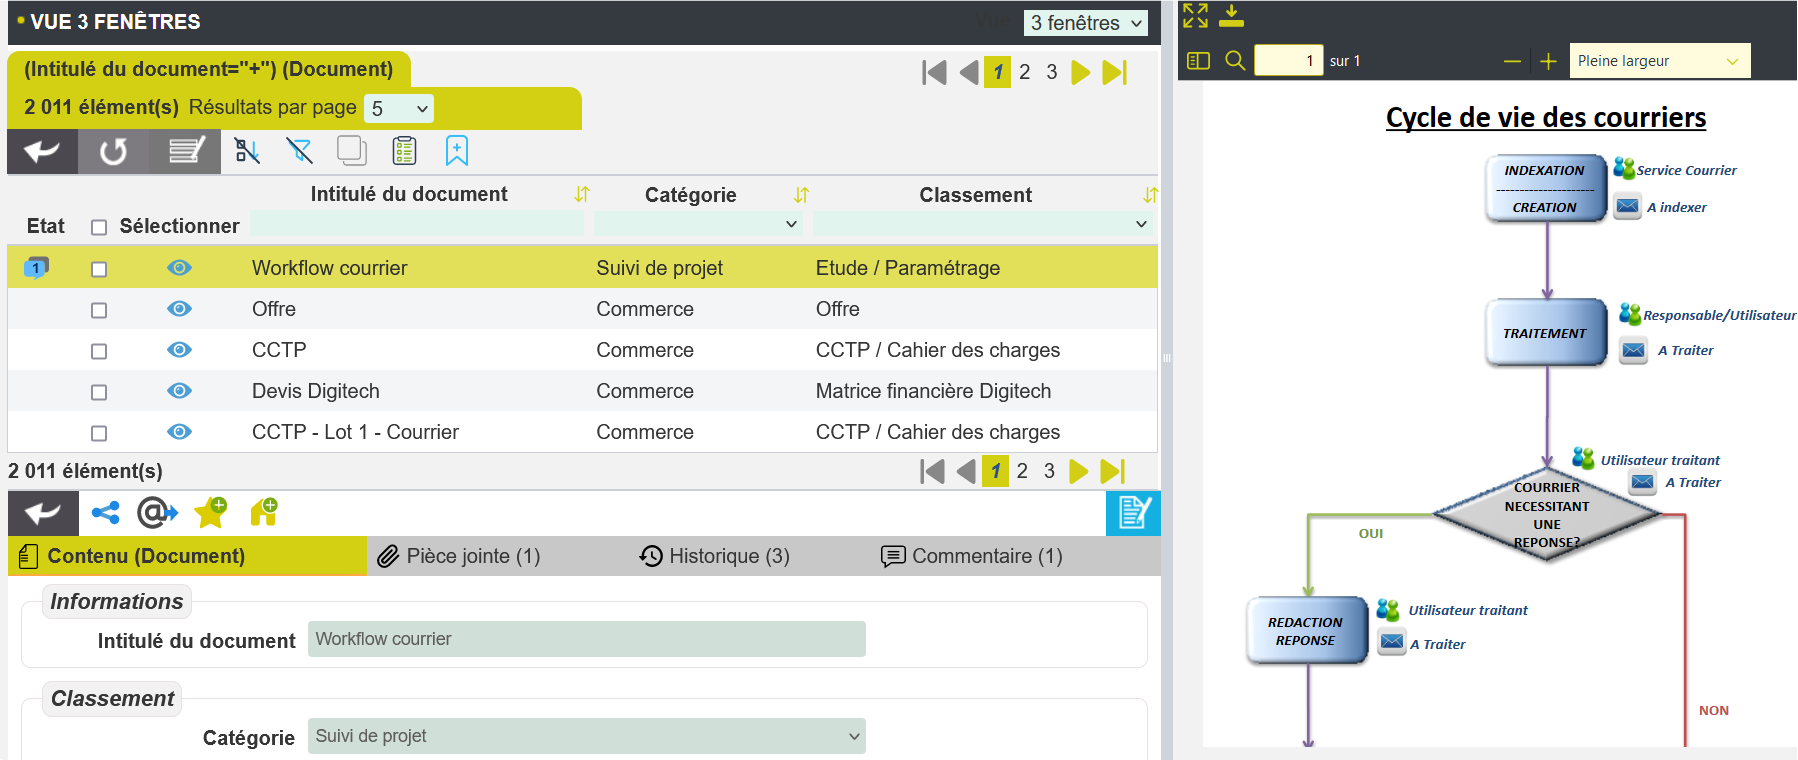 VUE 3 FENÊTRES
Vue
3 fenêtres
(Intitulé du document="+") (Document)
1 2 3
2 011 élément(s) Résultats par page 5
Intitulé du document
Catégorie
Classement
Etat
Sélectionner
1 Workflow courrier Suivi de projet Etude / Paramétrage
Offre Commerce Offre
CCTP Commerce CCTP / Cahier des charges
Devis Digitech Commerce Matrice financière Digitech
CCTP - Lot 1 - Courrier Commerce CCTP / Cahier des charges
2 011 élément(s)
1 2 3
Contenu (Document) Pièce jointe (1) Historique (3) Commentaire (1)
Informations
Intitulé du document Workflow courrier
Classement
Catégorie Suivi de projet
1 sur 1
Pleine largeur
Cycle de vie des courriers
INDEXATION
---------------------
CREATION
Service Courrier
A indexer
TRAITEMENT
Responsable/Utilisateur
A Traiter
Utilisateur traitant
A Traiter
COURRIER
NECESSITANT
UNE
REPONSE?
OUI
REDACTION
REPONSE
Utilisateur traitant
A Traiter
NON